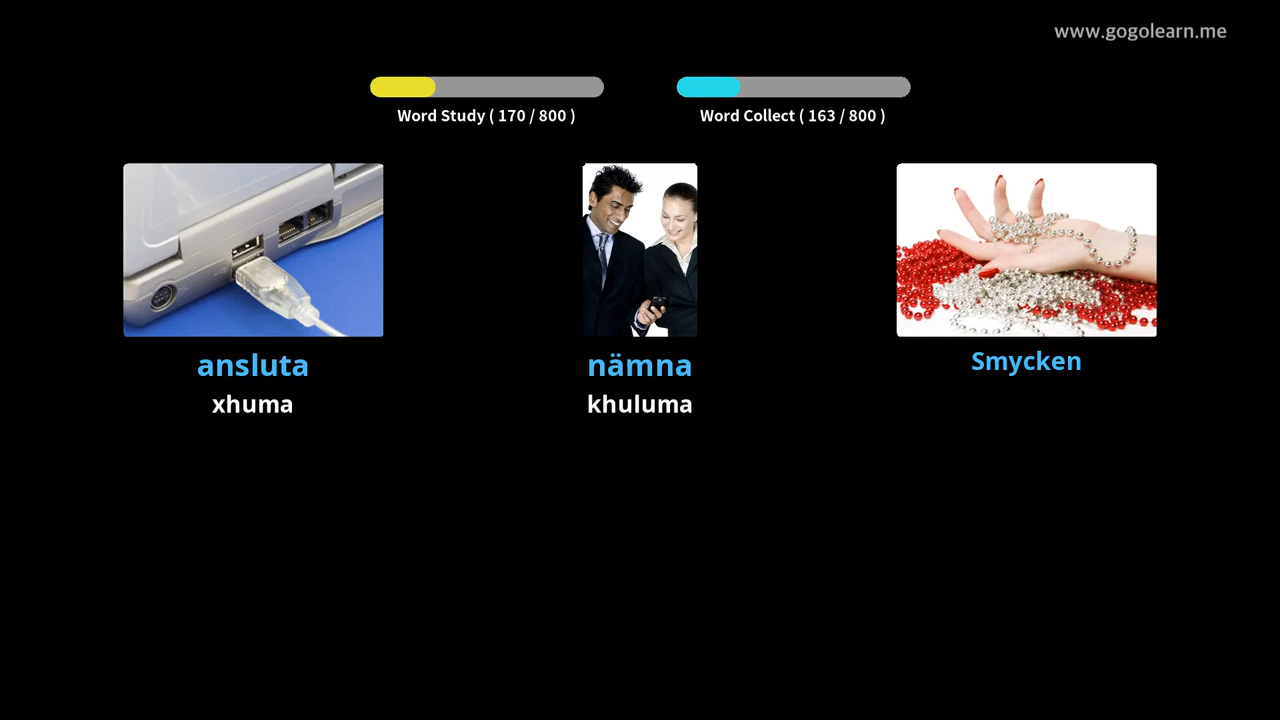 www.gogolearn.me
Word Study ( 170 / 800 )
Word Collect ( 163 / 800 )
ansluta
xhuma
nämna
khuluma
Smycken